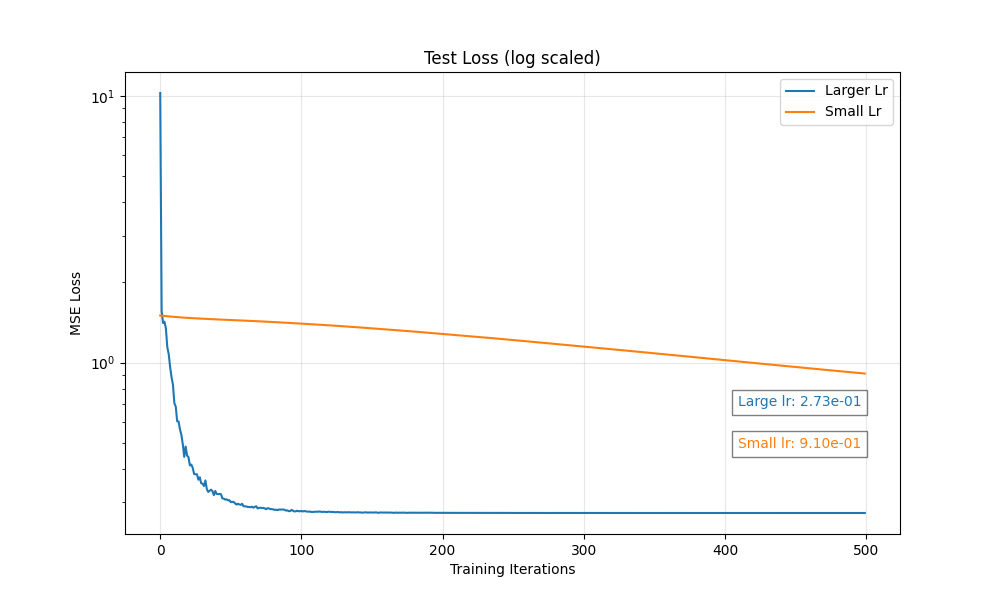 Test Loss (log scaled)
Larger Lr
Small Lr
10¹
10⁰
MSE Loss
Large lr: 2.73e-01
Small lr: 9.10e-01
0 100 200 300 400 500
Training Iterations